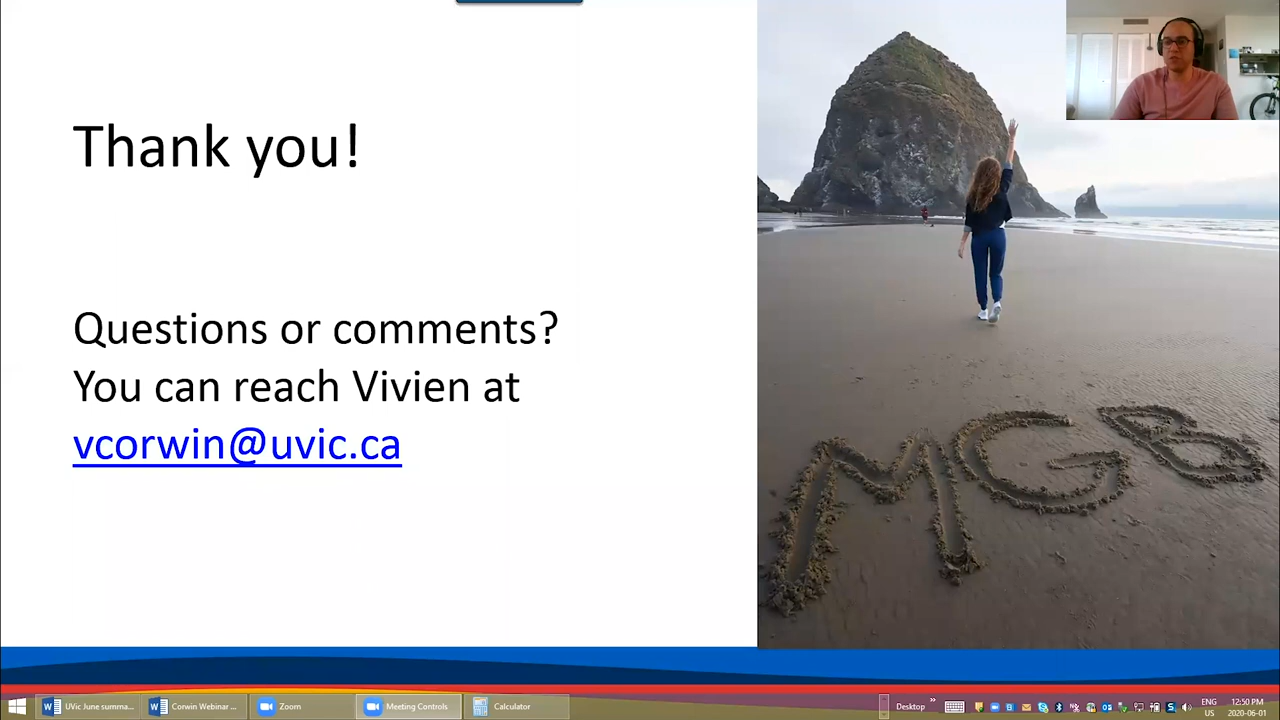 Thank you!
Questions or comments?
You can reach Vivien at
vcorwin@uvic.ca
MGB
UVic June summa...
Corwin Webinar ...
Zoom
Meeting Controls
Calculator
Desktop
ENG
US
12:50 PM
2020-06-01